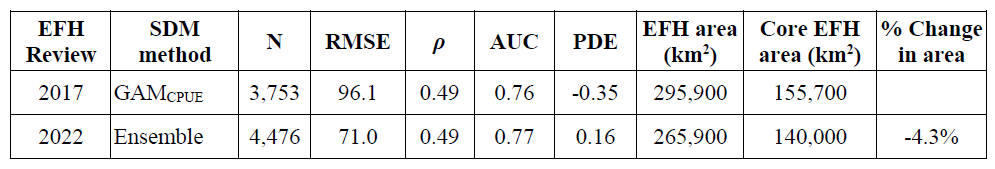 EFH Review SDM method N RMSE ρ AUC PDE EFH area (km²) Core EFH area (km²) % Change in area
2017 GAMCPUE 3,753 96.1 0.49 0.76 -0.35 295,900 155,700
2022 Ensemble 4,476 71.0 0.49 0.77 0.16 265,900 140,000 -4.3%